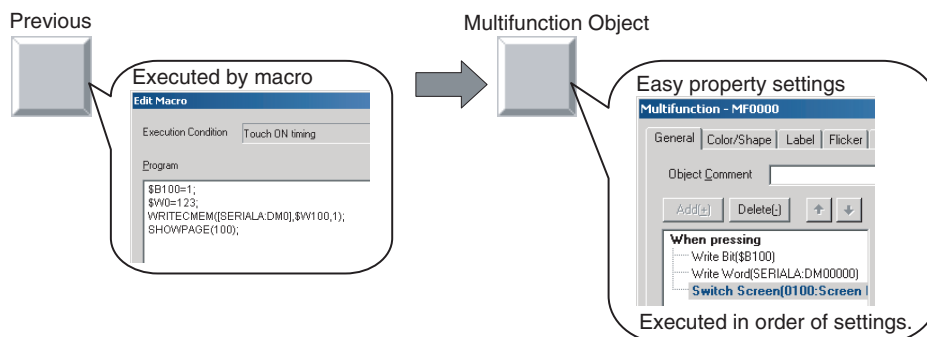 Previous
Executed by macro
Edit Macro
Execution Condition Touch ON timing
Program
$B100=1;
$W0=123;
WRITECMEM([SERIALA:DM0],$W100,1);
SHOWPAGE(100);
Multifunction Object
Easy property settings
Multifunction - MF0000
General Color/Shape Label Flicker
Object Comment
Add[+] Delete[-]
When pressing
Write Bit($B100)
Write Word(SERIALA:DM00000)
Switch Screen(0100:Screen
Executed in order of settings.